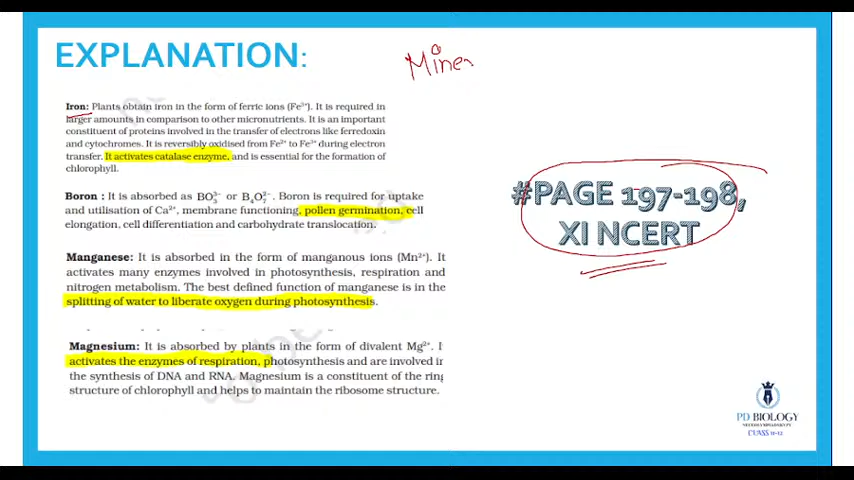 EXPLANATION:
Mine
Iron: Plants obtain iron in the form of ferric ions (Fe³⁺). It is required in
larger amounts in comparison to other micronutrients. It is an important
constituent of proteins involved in the transfer of electrons like ferredoxin
and cytochromes. It is reversibly oxidised from Fe²⁺ to Fe³⁺ during electron
transfer. It activates catalase enzyme, and is essential for the formation of
chlorophyll.
Boron : It is absorbed as BO₃³⁻ or B₄O₇²⁻. Boron is required for uptake
and utilisation of Ca²⁺, membrane functioning, pollen germination, cell
elongation, cell differentiation and carbohydrate translocation.
Manganese: It is absorbed in the form of manganous ions (Mn²⁺). It
activates many enzymes involved in photosynthesis, respiration and
nitrogen metabolism. The best defined function of manganese is in the
splitting of water to liberate oxygen during photosynthesis.
Magnesium: It is absorbed by plants in the form of divalent Mg²⁺. I
activates the enzymes of respiration, photosynthesis and are involved in
the synthesis of DNA and RNA. Magnesium is a constituent of the ring
structure of chlorophyll and helps to maintain the ribosome structure.
#PAGE 197-198,
XI NCERT
PD BIOLOGY
CLASS 11-12